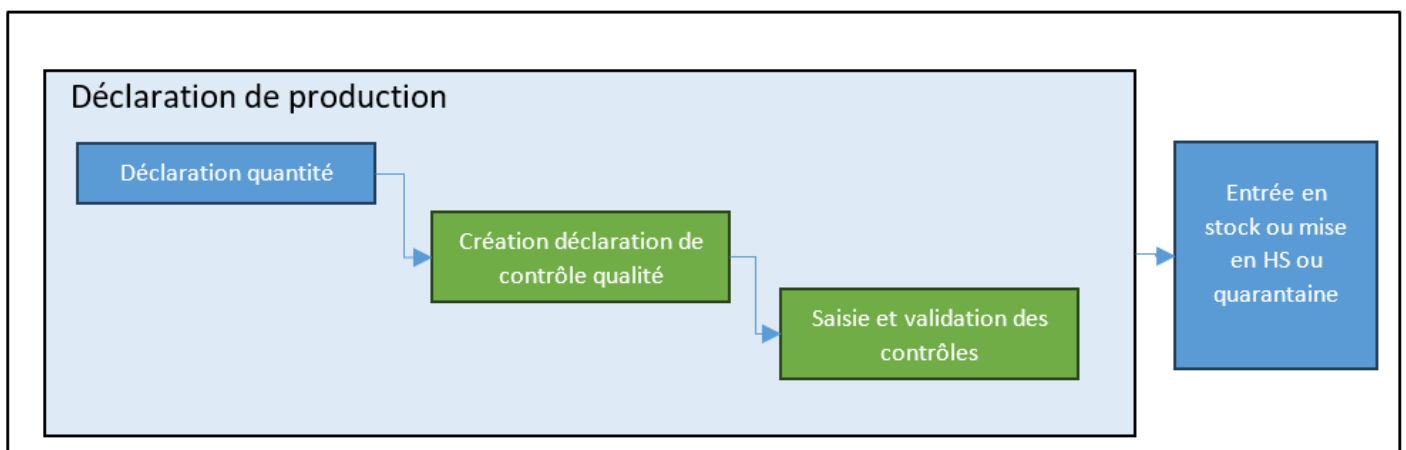 Déclaration de production
Déclaration quantité
Création déclaration de
contrôle qualité
Saisie et validation des
contrôles
Entrée en
stock ou mise
en HS ou
quarantaine